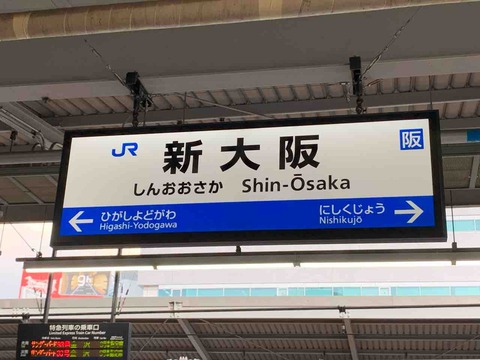 JR
新大阪
阪
しんおおさか Shin-Ōsaka
← ひがしよどがわ
Higashi-Yodogawa
にしくじょう →
Nishikujō
特急列車の乗車口
Limited Express Train Car Number